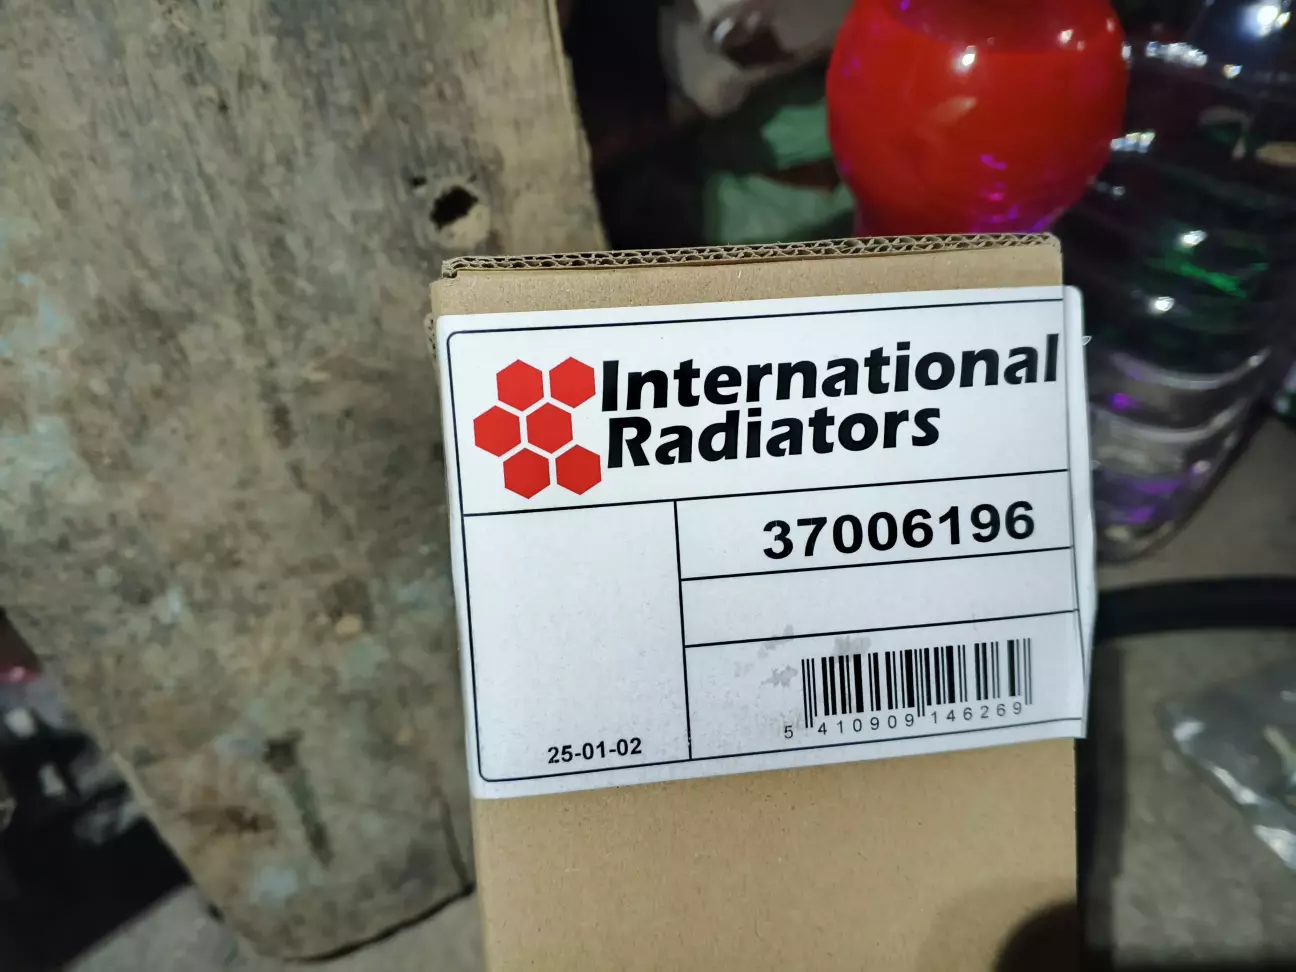 International
Radiators
37006196
5 410909 146269
25-01-02